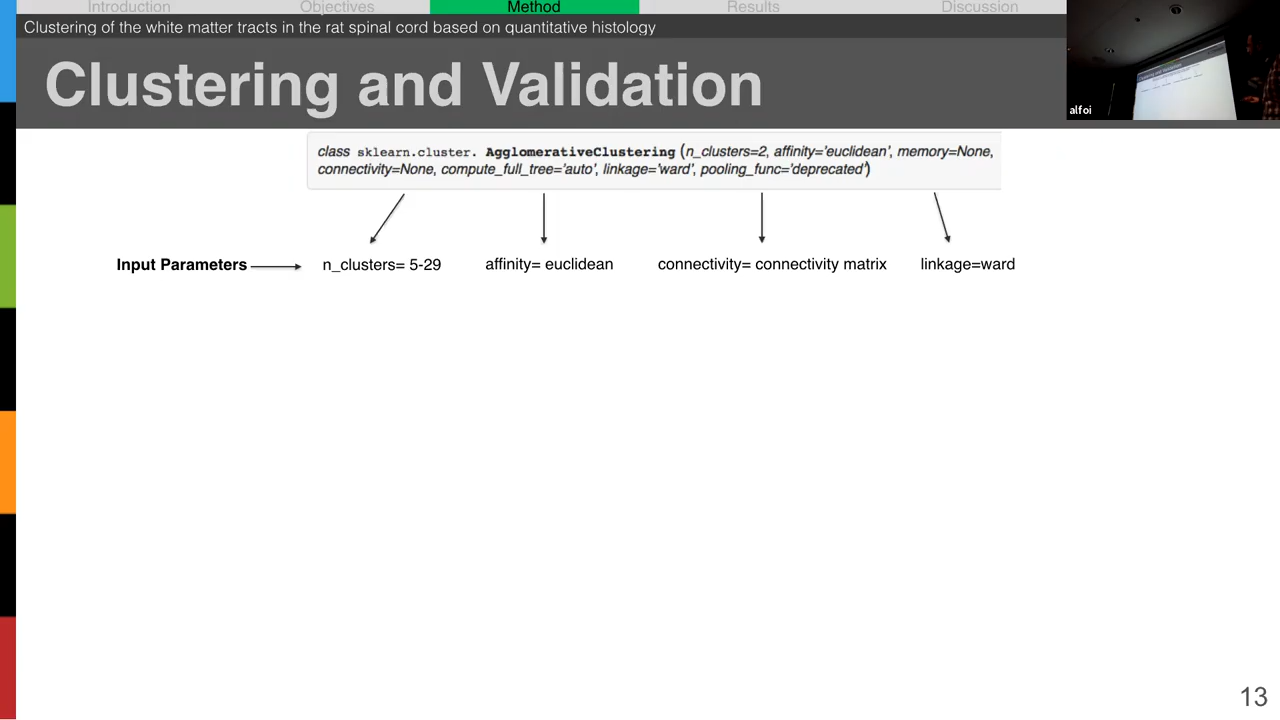 Introduction Objectives Method Results Discussion
Clustering of the white matter tracts in the rat spinal cord based on quantitative histology
Clustering and Validation
alfoi
class sklearn.cluster. AgglomerativeClustering (n_clusters=2, affinity='euclidean', memory=None,
connectivity=None, compute_full_tree='auto', linkage='ward', pooling_func='deprecated')
Input Parameters n_clusters= 5-29 affinity= euclidean connectivity= connectivity matrix linkage=ward
13